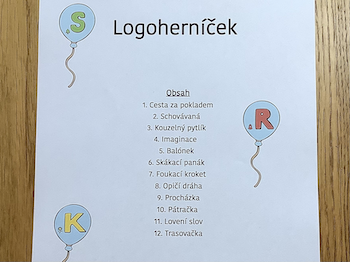 S
Logoherníček
Obsah
1. Cesta za pokladem
2. Schovávaná
3. Kouzelný pytlík
4. Imaginace
5. Balónek
6. Skákací panák
7. Foukací kroket
8. Opičí dráha
9. Procházka
10. Pátračka
11. Lovení slov
12. Trasovačka
R
K